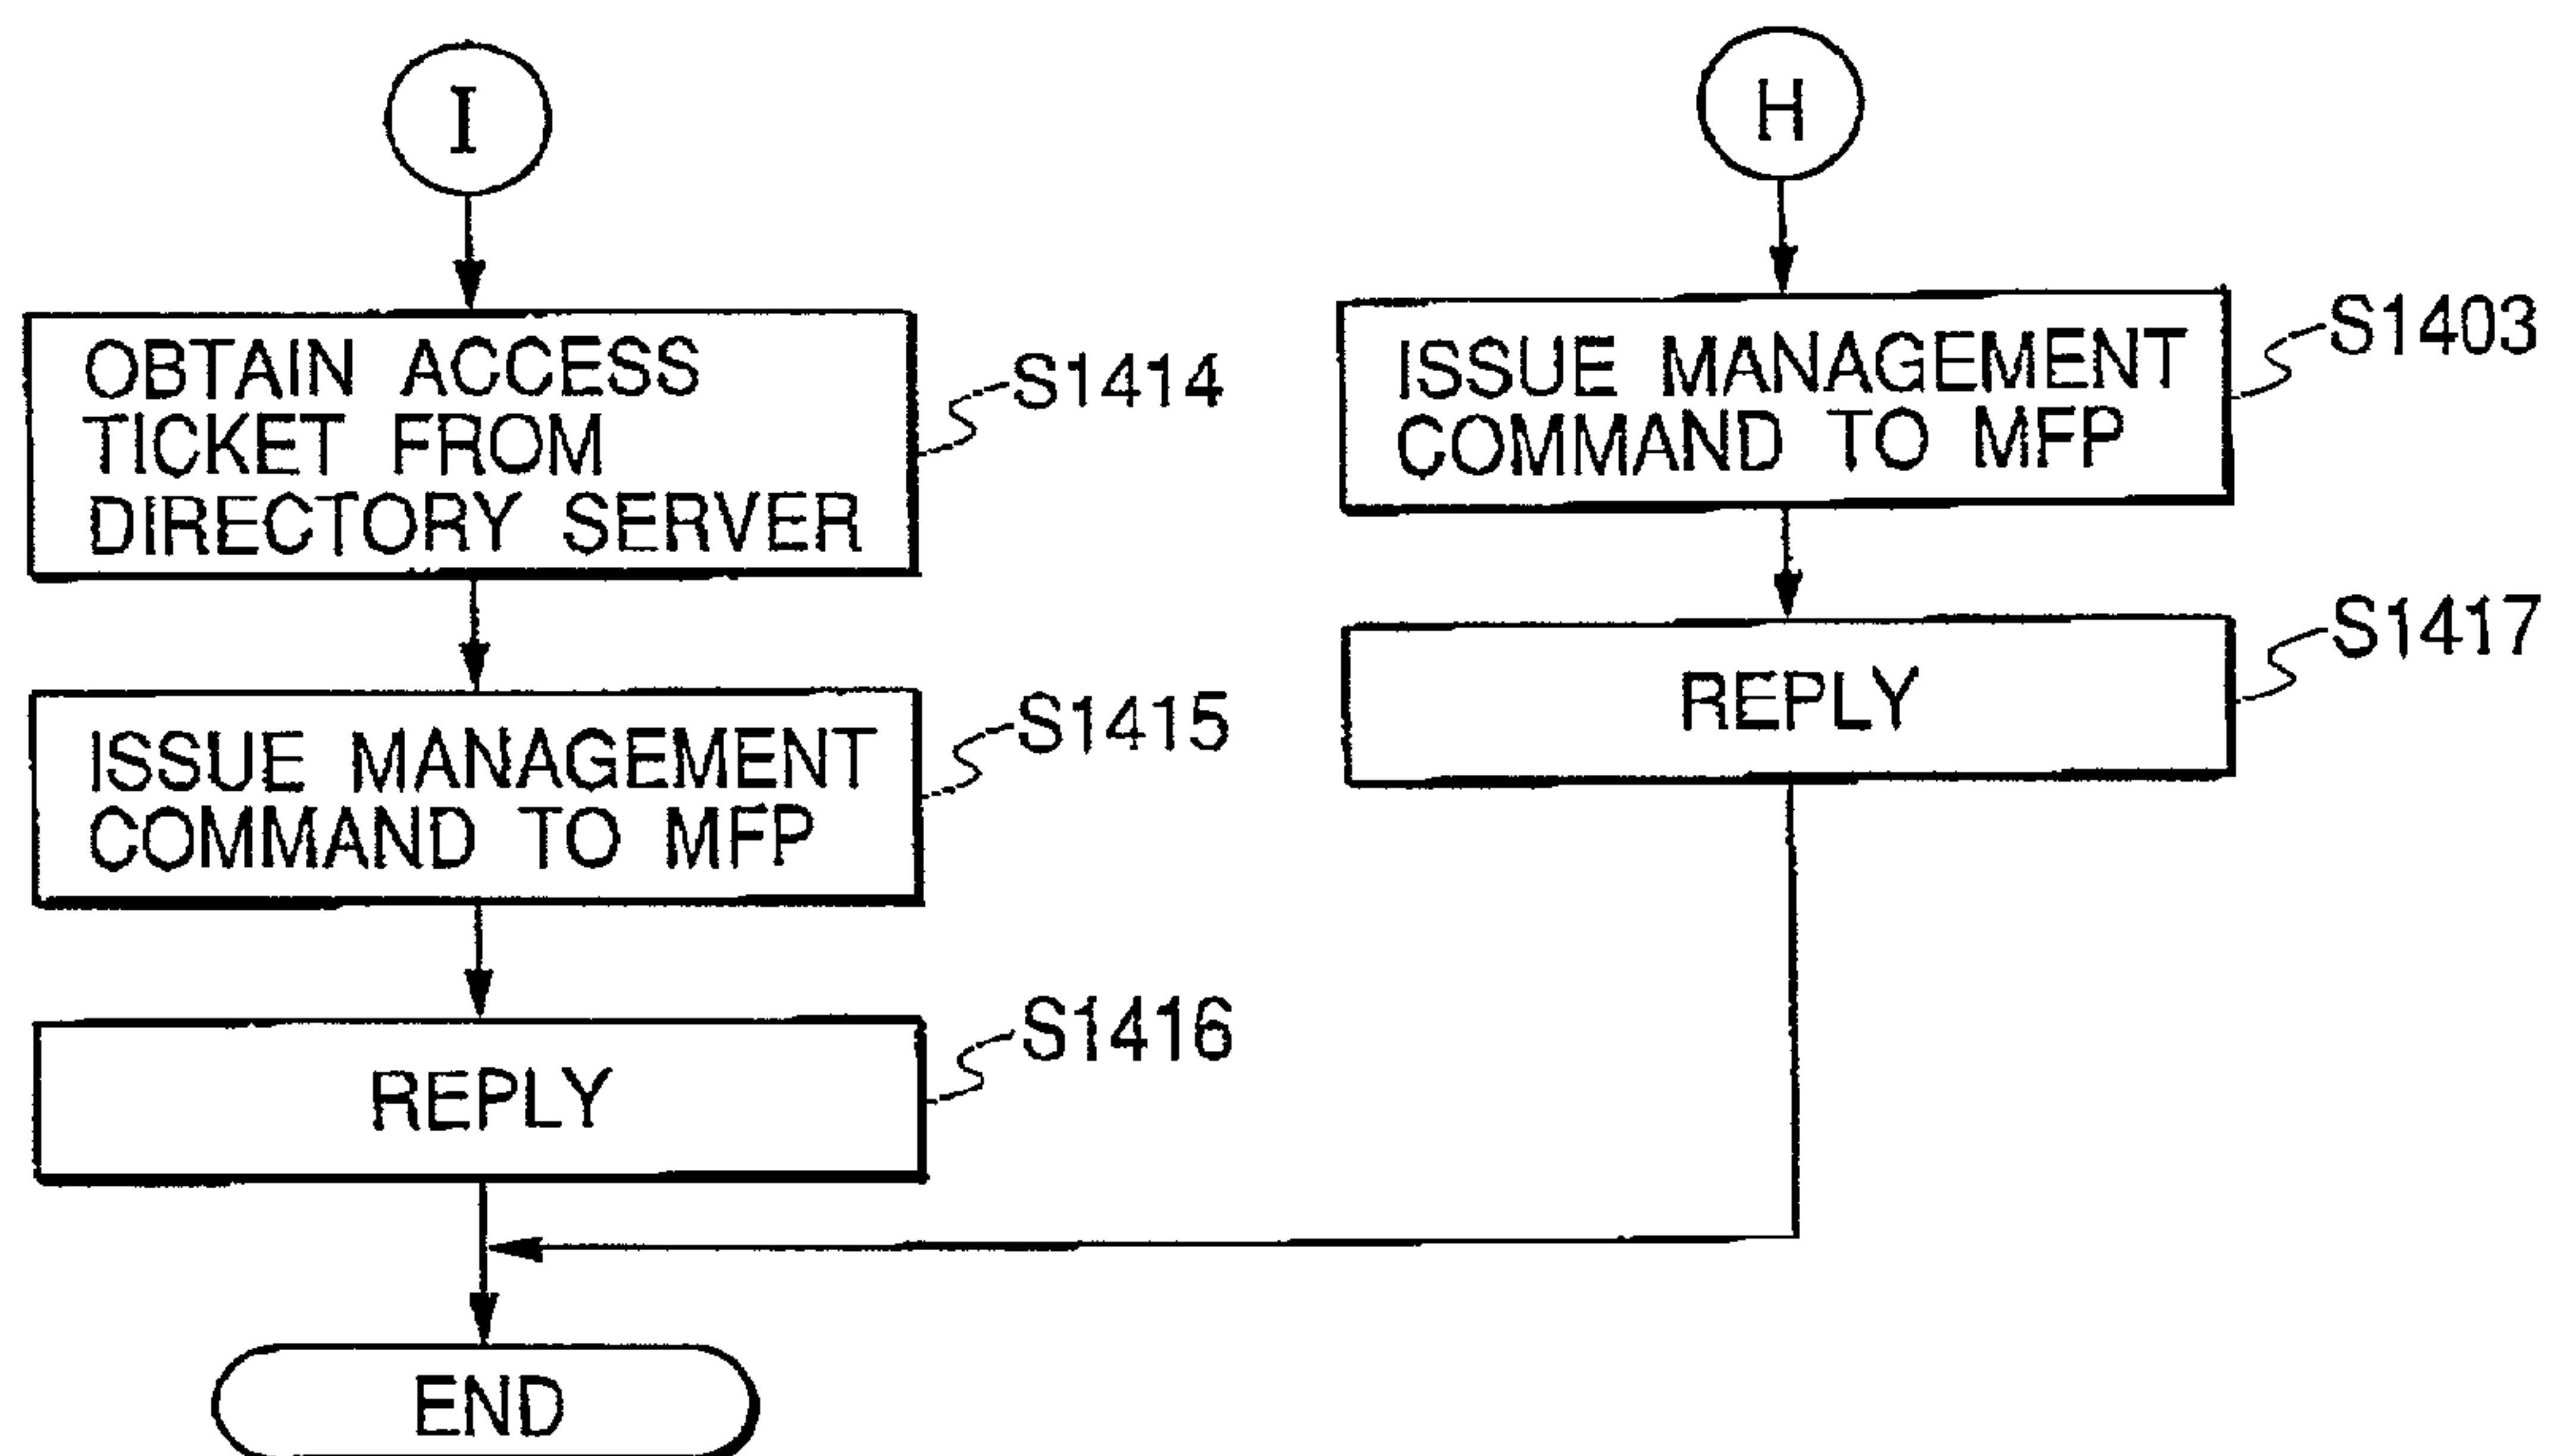 I
OBTAIN ACCESS
TICKET FROM
DIRECTORY SERVER
S1414
ISSUE MANAGEMENT
COMMAND TO MFP
S1415
REPLY
S1416
END
H
ISSUE MANAGEMENT
COMMAND TO MFP
S1403
REPLY
S1417